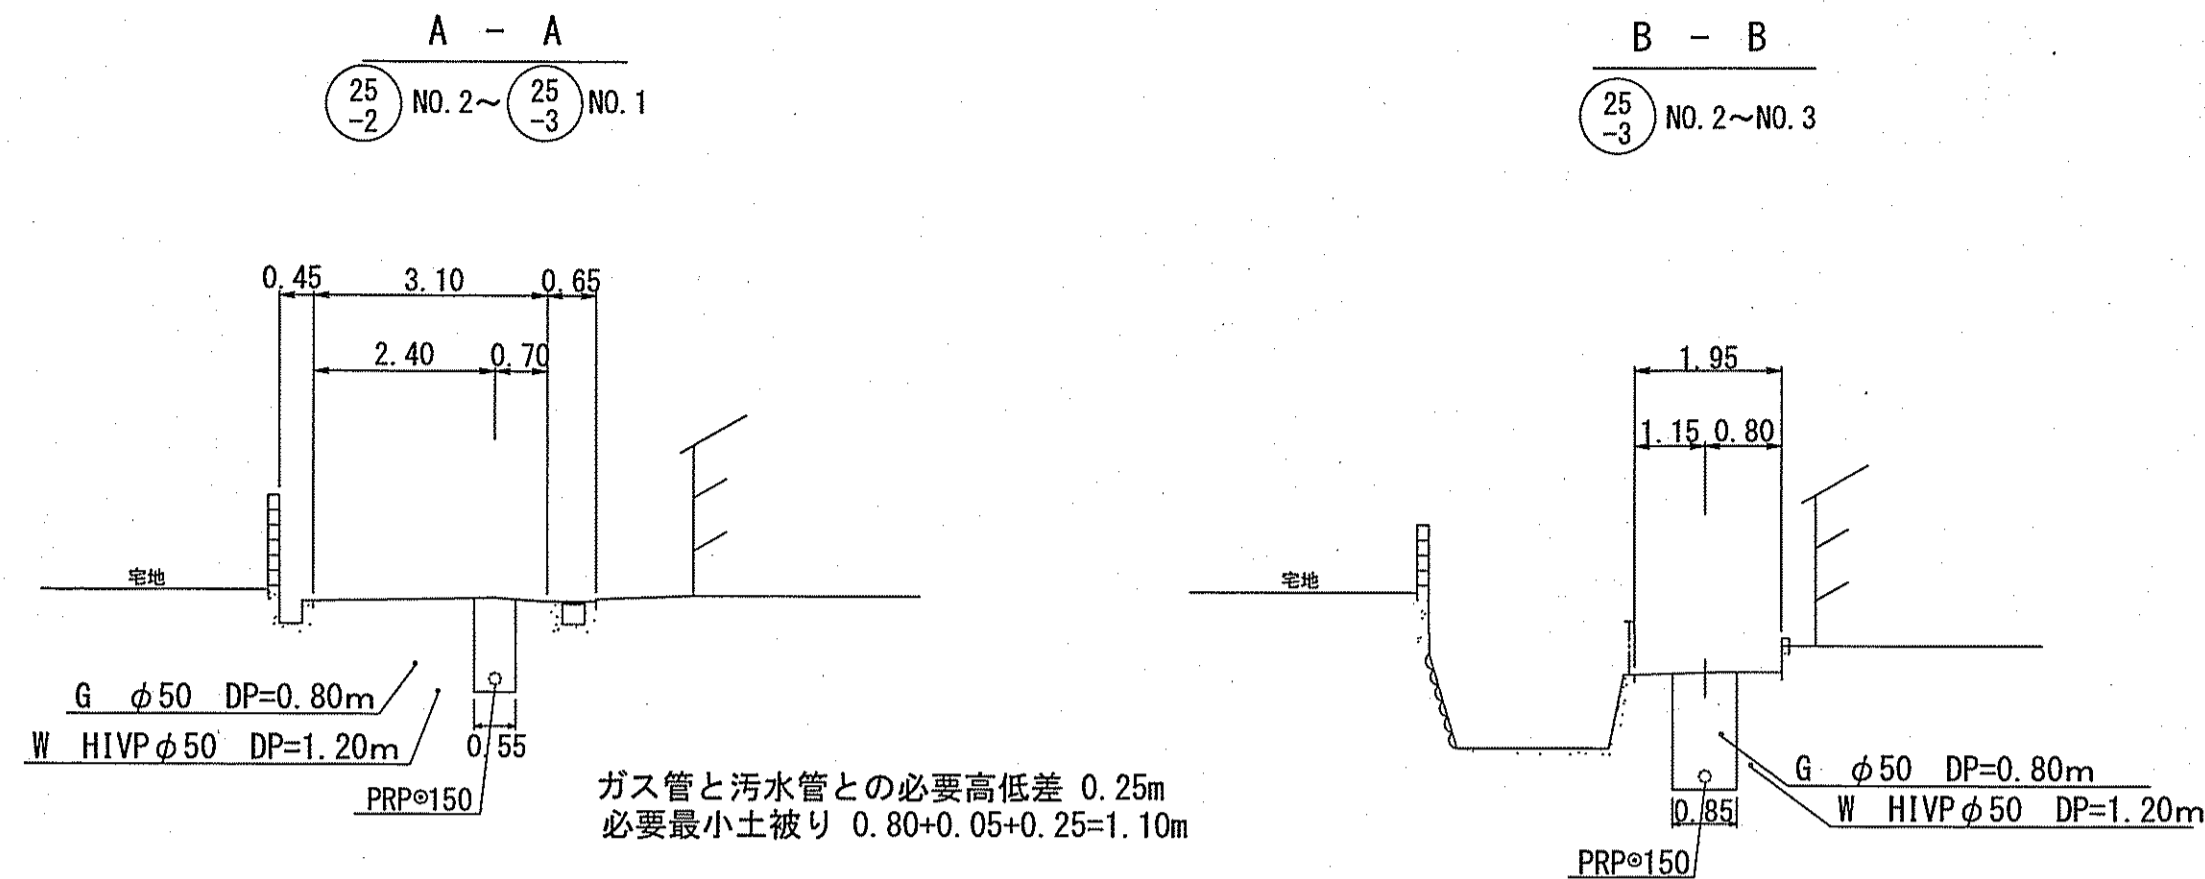 A - A
25 -2 NO.2～ 25 -3 NO.1
0.45 3.10 0.65
2.40 0.70
宅地
G φ50 DP=0.80m
W HIVPφ50 DP=1.20m
0.55
PRP⊙150
ガス管と汚水管との必要高低差 0.25m
必要最小土被り 0.80+0.05+0.25=1.10m
B - B
25 -3 NO.2～NO.3
1.95
1.15 0.80
宅地
G φ50 DP=0.80m
W HIVPφ50 DP=1.20m
0.85
PRP⊙150